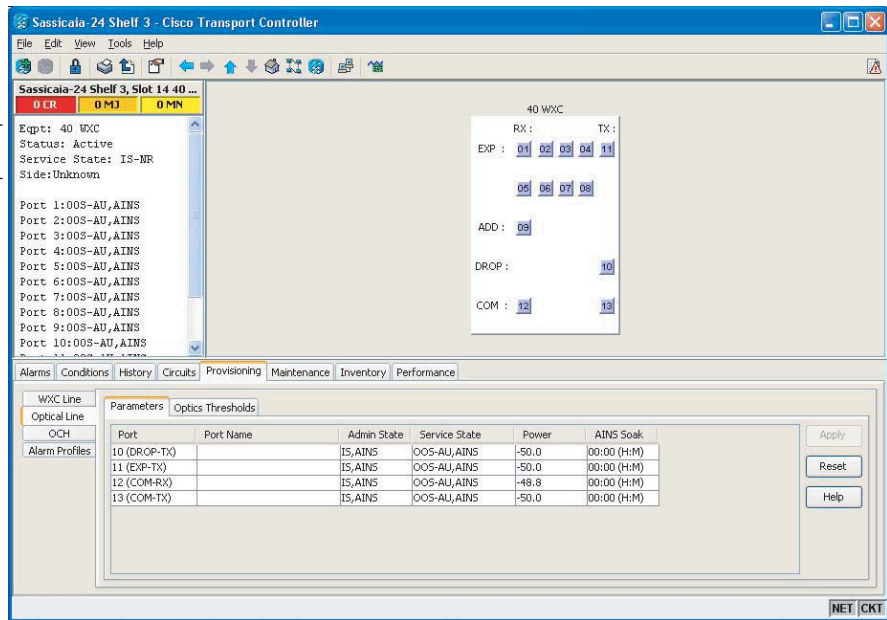 Sassicaia-24 Shelf 3 - Cisco Transport Controller
File Edit View Tools Help
Sassicaia-24 Shelf 3, Slot 14 40 ...
0 CR 0 MJ 0 MN
Eqpt: 40 WXC
Status: Active
Service State: IS-NR
Side:Unknown
Port 1:OOS-AU,AINS
Port 2:OOS-AU,AINS
Port 3:OOS-AU,AINS
Port 4:OOS-AU,AINS
Port 5:OOS-AU,AINS
Port 6:OOS-AU,AINS
Port 7:OOS-AU,AINS
Port 8:OOS-AU,AINS
Port 9:OOS-AU,AINS
Port 10:OOS-AU,AINS
40 WXC
RX : TX :
EXP : 01 02 03 04 11
05 06 07 08
ADD : 09
DROP : 10
COM : 12 13
Alarms Conditions History Circuits Provisioning Maintenance Inventory Performance
WXC Line
Optical Line
OCH
Alarm Profiles
Parameters Optics Thresholds
Port Port Name Admin State Service State Power AINS Soak
10 (DROP-TX) IS,AINS OOS-AU,AINS -50.0 00:00 (H:M)
11 (EXP-TX) IS,AINS OOS-AU,AINS -50.0 00:00 (H:M)
12 (COM-RX) IS,AINS OOS-AU,AINS -48.8 00:00 (H:M)
13 (COM-TX) IS,AINS OOS-AU,AINS -50.0 00:00 (H:M)
Apply
Reset
Help
NET CKT